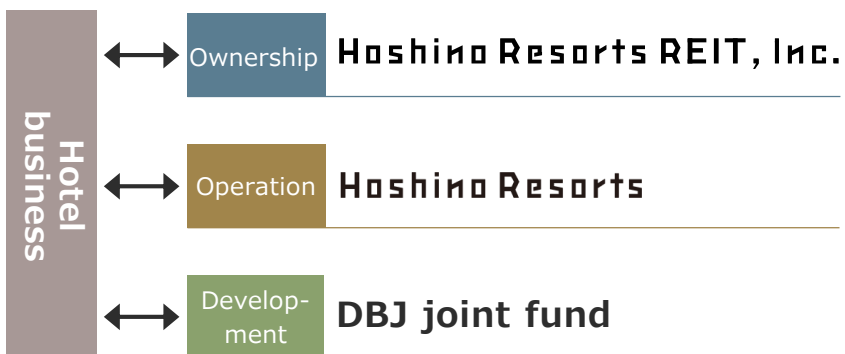 Hotel
business
Ownership
Hoshino Resorts REIT, Inc.
Operation
Hoshino Resorts
Develop-
ment
DBJ joint fund